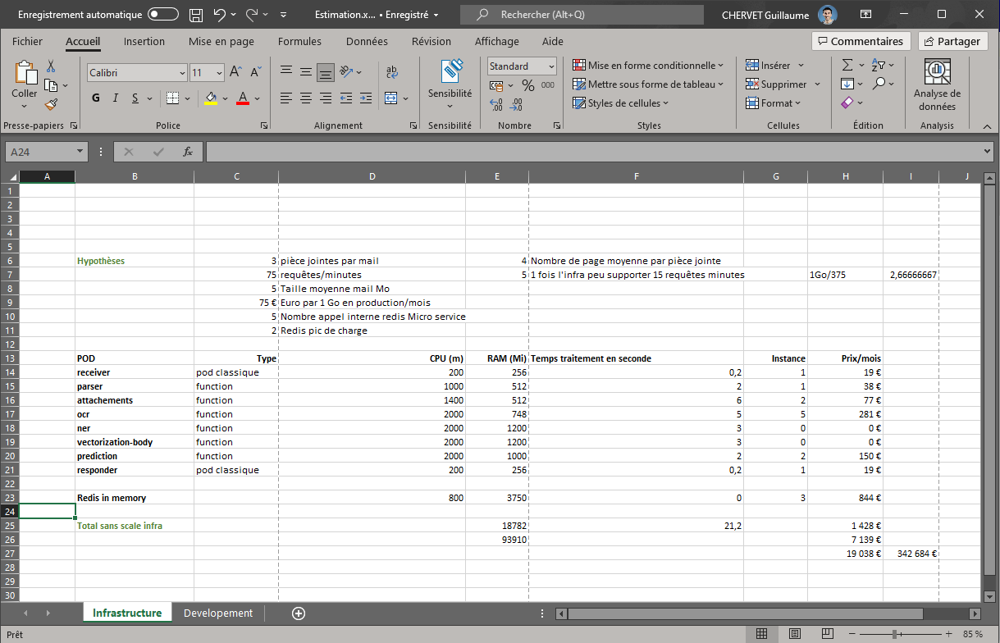 Enregistrement automatique Estimation.x... • Enregistré Rechercher (Alt+Q) CHERVET Guillaume
Fichier Accueil Insertion Mise en page Formules Données Révision Affichage Aide Commentaires Partager
Coller
Presse-papiers
Calibri 11
G I S
Police
Alignement
Sensibilité
Sensibilité
Standard
% 000
Nombre
Mise en forme conditionnelle
Mettre sous forme de tableau
Styles de cellules
Styles
Insérer
Supprimer
Format
Cellules
Édition
Analyse de
données
Analysis
A24 fx
A B C D E F G H I J
1
2
3
4
5
6 Hypothèses 3 pièce jointes par mail 4 Nombre de page moyenne par pièce jointe
7 75 requêtes/minutes 5 1 fois l'infra peu supporter 15 requêtes minutes 1Go/375 2,66666667
8 5 Taille moyenne mail Mo
9 75 € Euro par 1 Go en production/mois
10 5 Nombre appel interne redis Micro service
11 2 Redis pic de charge
12
13 POD Type CPU (m) RAM (Mi) Temps traitement en seconde Instance Prix/mois
14 receiver pod classique 200 256 0,2 1 19 €
15 parser function 1000 512 2 1 38 €
16 attachements function 1400 512 6 2 77 €
17 ocr function 2000 748 5 5 281 €
18 ner function 2000 1200 3 0 0 €
19 vectorization-body function 2000 1200 3 0 0 €
20 prediction function 2000 1000 2 2 150 €
21 responder pod classique 200 256 0,2 1 19 €
22
23 Redis in memory 800 3750 0 3 844 €
24
25 Total sans scale infra 18782 21,2 1 428 €
26 93910 7 139 €
27 19 038 € 342 684 €
28
29
30
Infrastructure Developement
Prêt 85 %